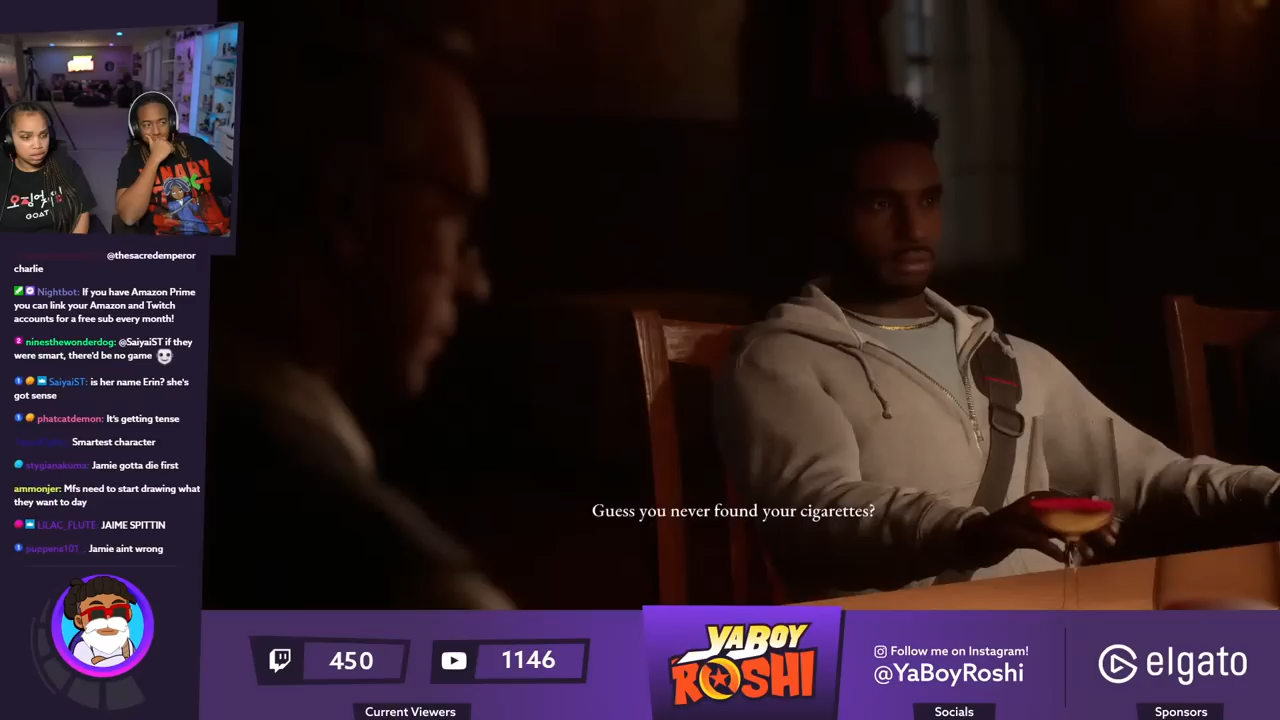 @thesacredemperor
charlie
Nightbot: If you have Amazon Prime
you can link your Amazon and Twitch
accounts for a free sub every month!
ninesthewonderdog: @SaiyaiST if they
were smart, there'd be no game
SaiyaiST: is her name Erin? she's
got sense
phatcatdemon: It's getting tense
Smartest character
stygianakuma: Jamie gotta die first
ammonjer: Mfs need to start drawing what
they want to day
LILAC_FLUTE: JAIME SPITTIN
Jamie aint wrong
GOAT
Guess you never found your cigarettes?
450
1146
Current Viewers
YABOY
ROSHI
Follow me on Instagram!
@YaBoyRoshi
Socials
elgato
Sponsors